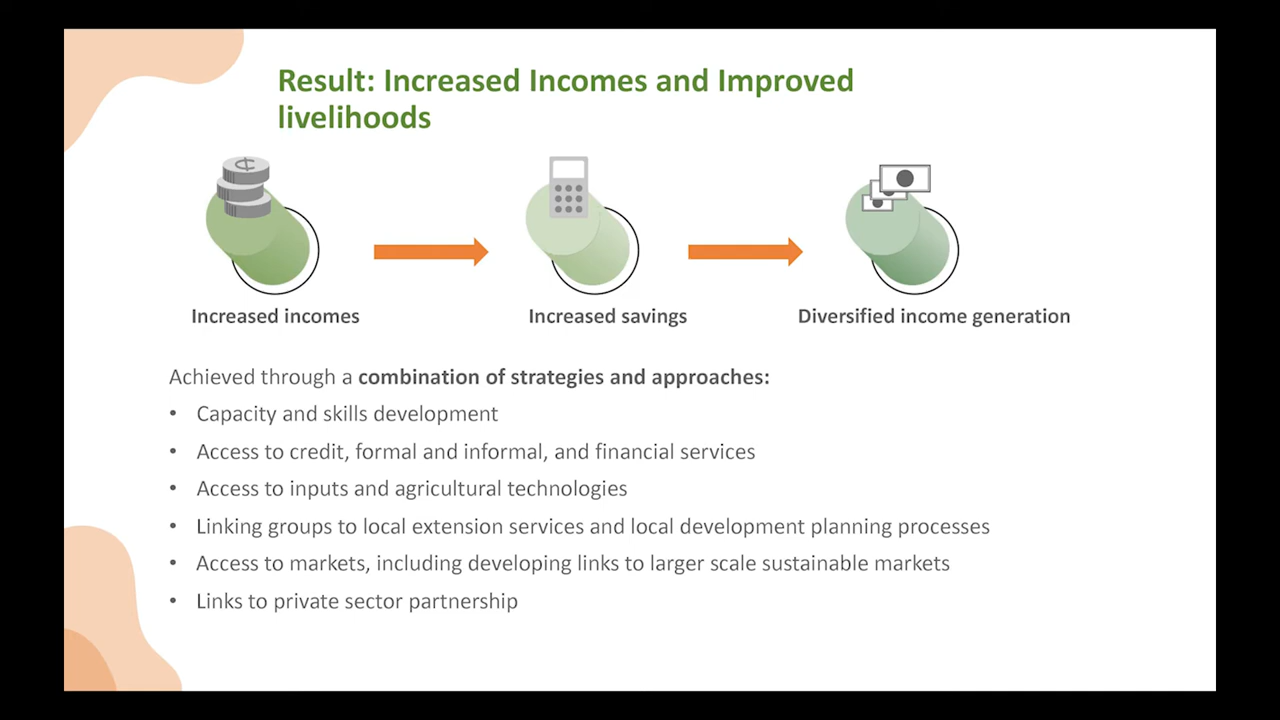 Result: Increased Incomes and Improved
livelihoods
¢
Increased incomes
Increased savings
Diversified income generation
Achieved through a combination of strategies and approaches:
• Capacity and skills development
• Access to credit, formal and informal, and financial services
• Access to inputs and agricultural technologies
• Linking groups to local extension services and local development planning processes
• Access to markets, including developing links to larger scale sustainable markets
• Links to private sector partnership